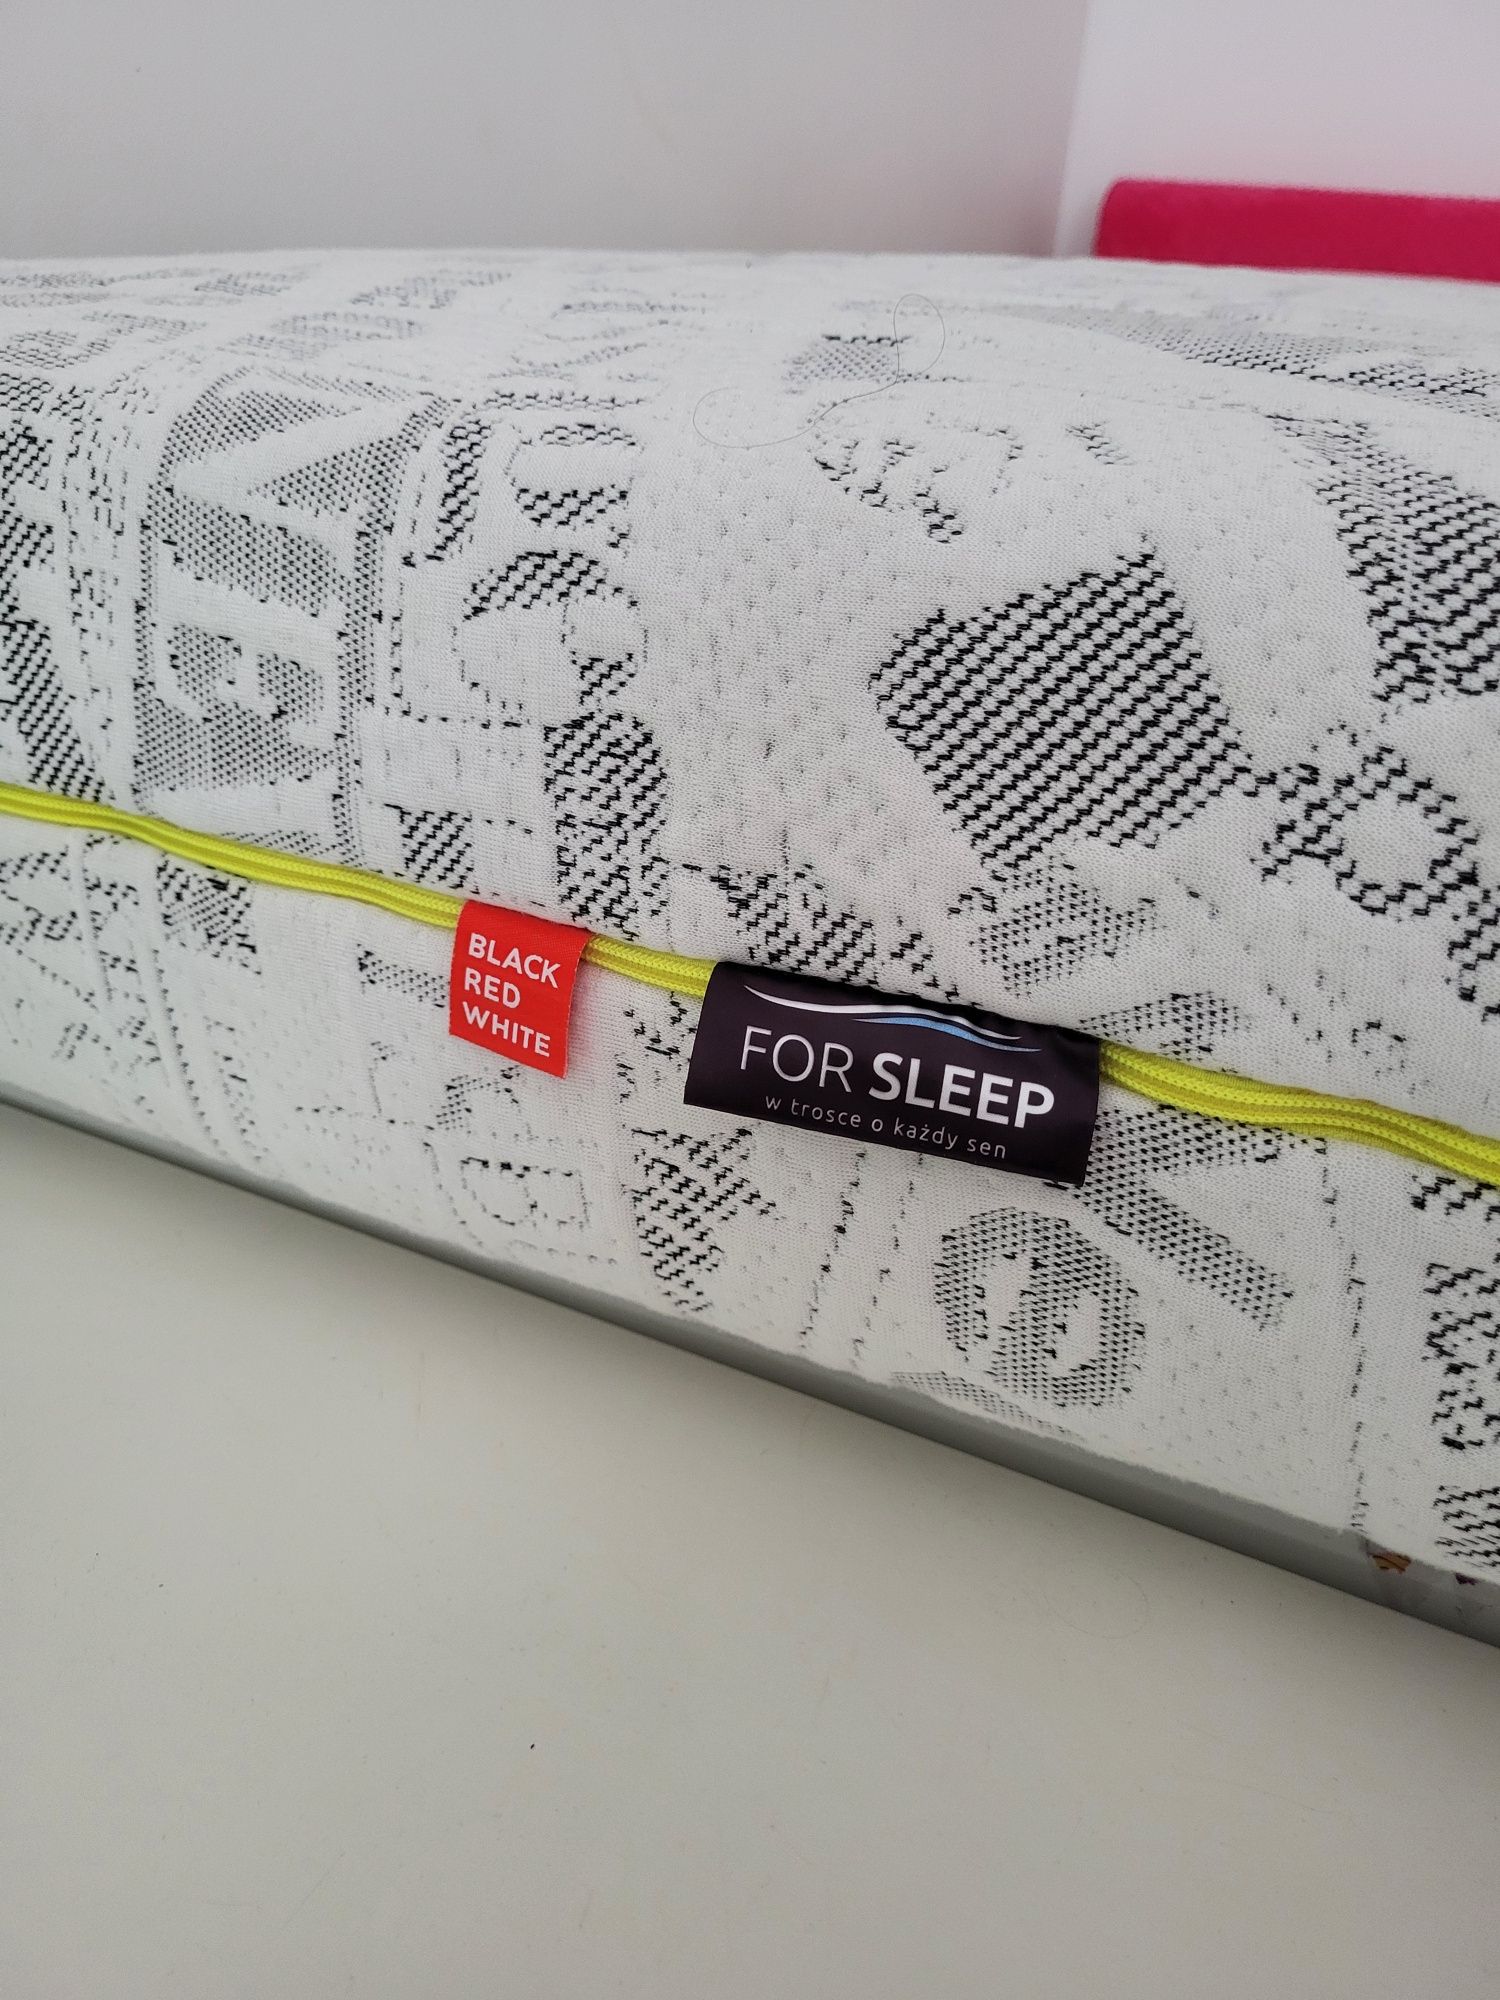 BLACK
RED
WHITE
FOR SLEEP
w trosce o każdy sen